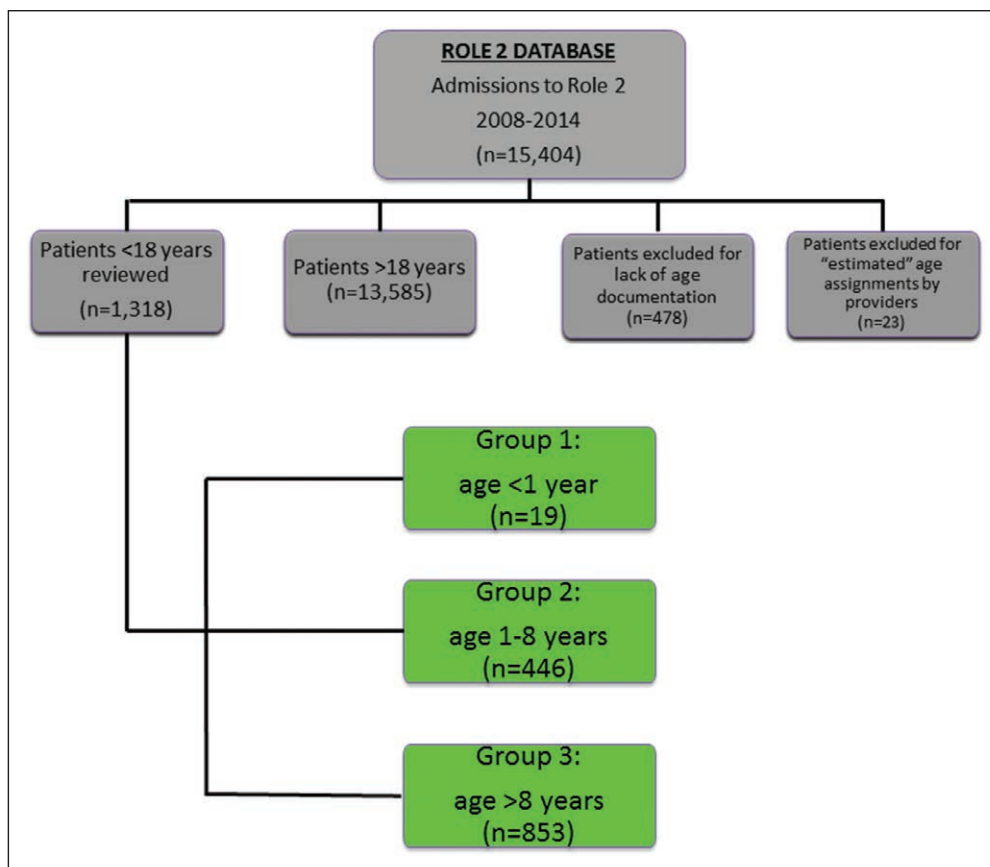 ROLE 2 DATABASE
Admissions to Role 2
2008-2014
(n=15,404)
Patients <18 years
reviewed
(n=1,318)
Patients >18 years
(n=13,585)
Patients excluded for
lack of age
documentation
(n=478)
Patients excluded for
"estimated" age
assignments by
providers
(n=23)
Group 1:
age <1 year
(n=19)
Group 2:
age 1-8 years
(n=446)
Group 3:
age >8 years
(n=853)